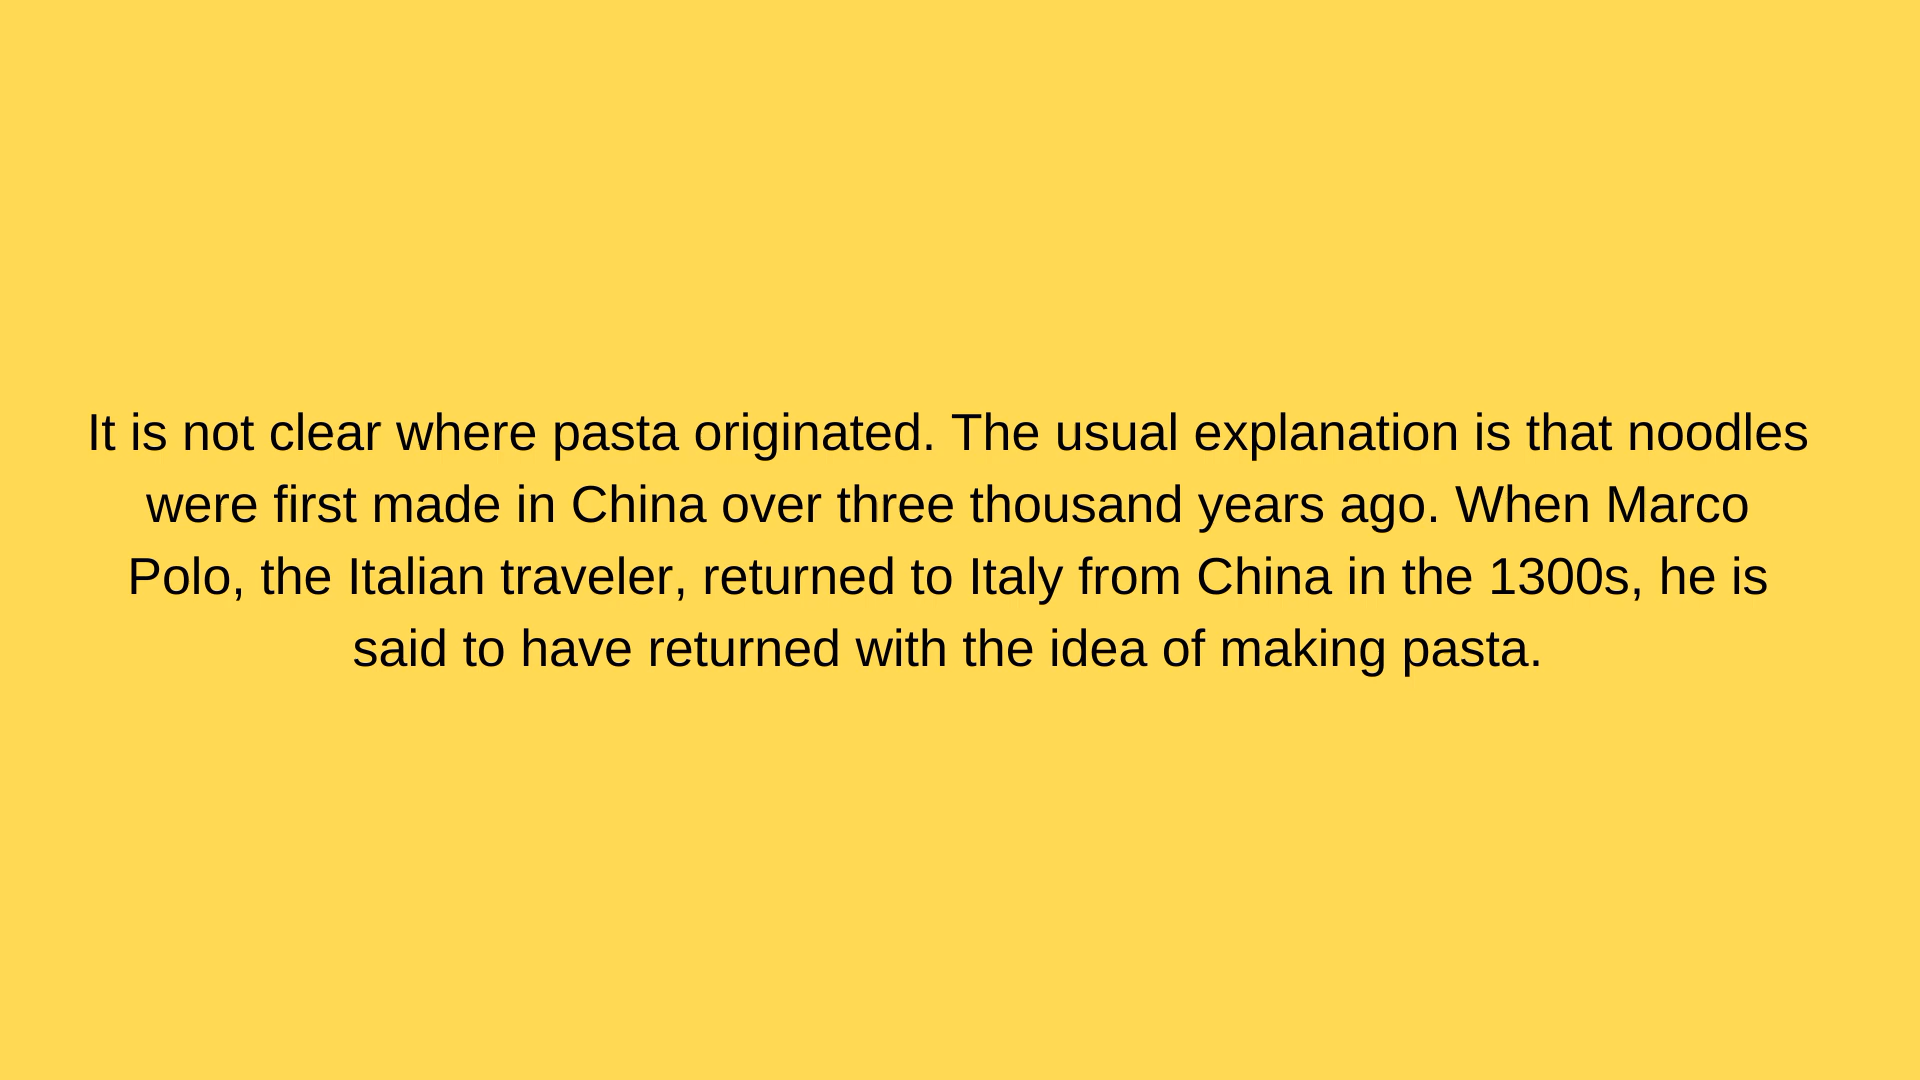 It is not clear where pasta originated. The usual explanation is that noodles
were first made in China over three thousand years ago. When Marco
Polo, the Italian traveler, returned to Italy from China in the 1300s, he is
said to have returned with the idea of making pasta.